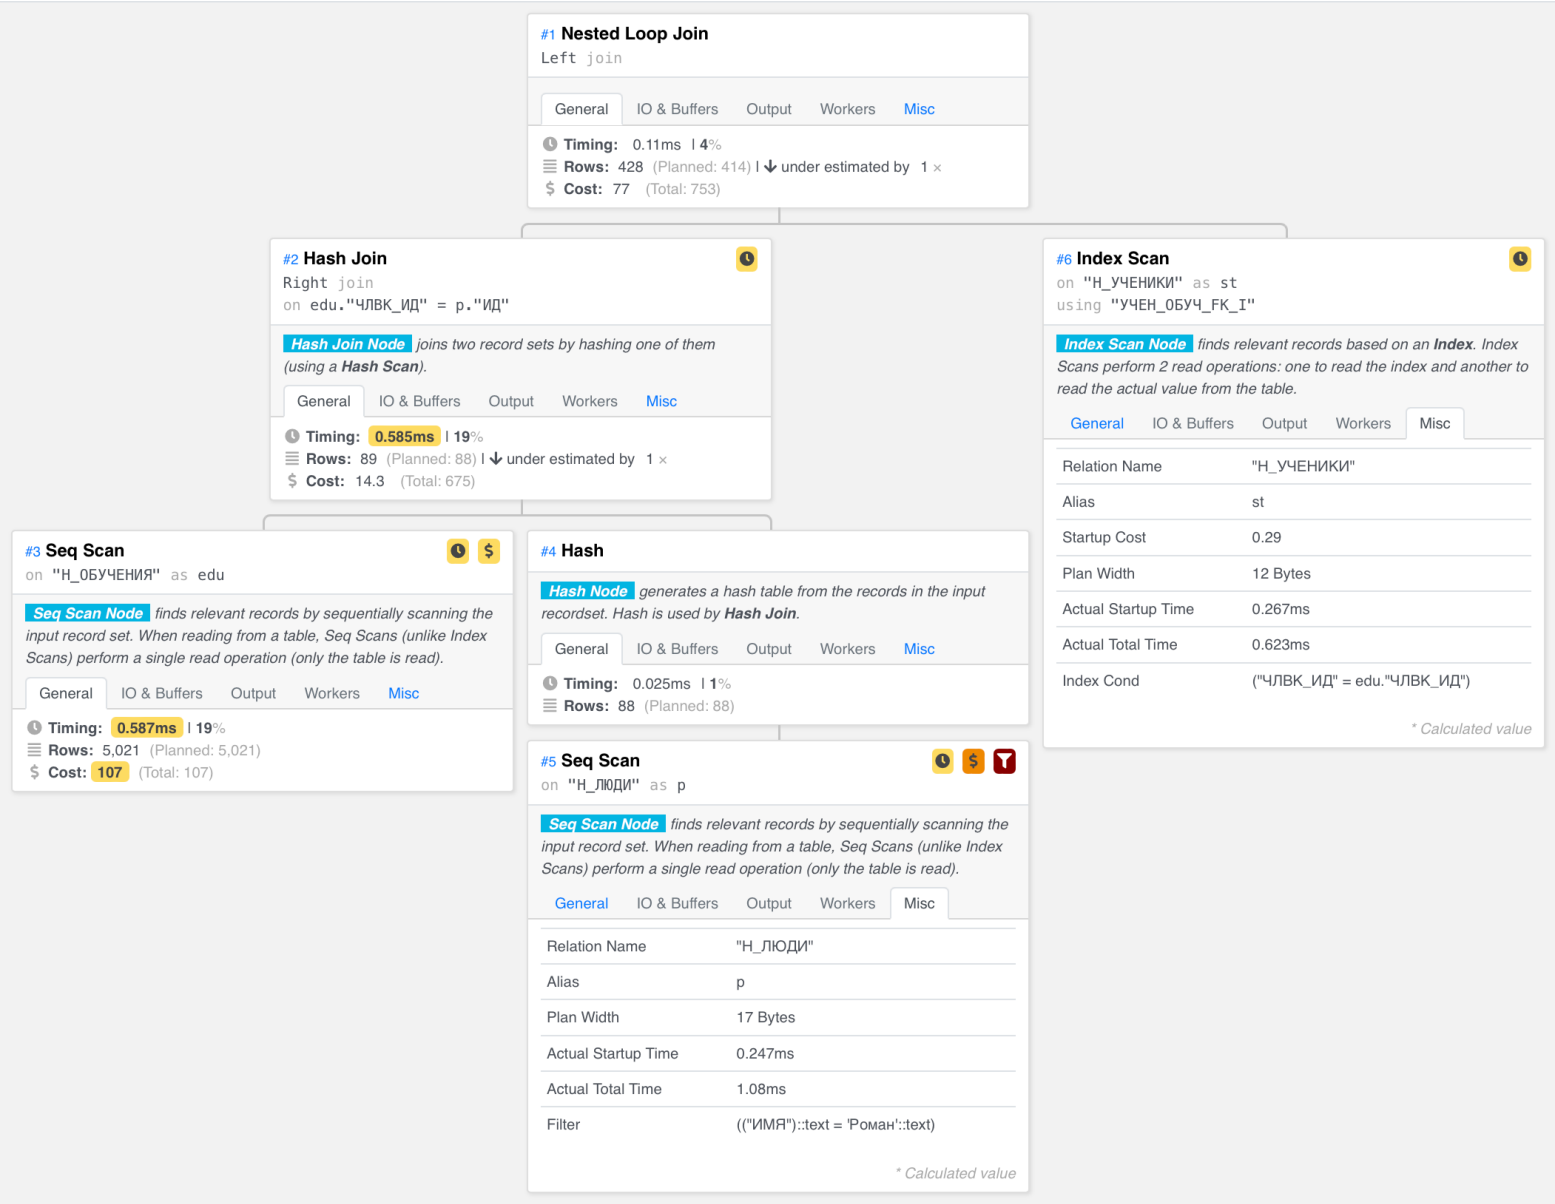 #1 Nested Loop Join
Left join
General IO & Buffers Output Workers Misc
Timing: 0.11ms | 4%
Rows: 428 (Planned: 414) | under estimated by 1 ×
$ Cost: 77 (Total: 753)
#2 Hash Join
Right join
on edu."ЧЛВК_ИД" = p."ИД"
Hash Join Node joins two record sets by hashing one of them
(using a Hash Scan).
General IO & Buffers Output Workers Misc
Timing: 0.585ms | 19%
Rows: 89 (Planned: 88) | under estimated by 1 ×
$ Cost: 14.3 (Total: 675)
#6 Index Scan
on "Н_УЧЕНИКИ" as st
using "УЧЕН_ОБУЧ_FK_I"
Index Scan Node finds relevant records based on an Index. Index
Scans perform 2 read operations: one to read the index and another to
read the actual value from the table.
General IO & Buffers Output Workers Misc
Relation Name "Н_УЧЕНИКИ"
Alias st
Startup Cost 0.29
Plan Width 12 Bytes
Actual Startup Time 0.267ms
Actual Total Time 0.623ms
Index Cond ("ЧЛВК_ИД" = edu."ЧЛВК_ИД")
* Calculated value
#3 Seq Scan $
on "Н_ОБУЧЕНИЯ" as edu
Seq Scan Node finds relevant records by sequentially scanning the
input record set. When reading from a table, Seq Scans (unlike Index
Scans) perform a single read operation (only the table is read).
General IO & Buffers Output Workers Misc
Timing: 0.587ms | 19%
Rows: 5,021 (Planned: 5,021)
$ Cost: 107 (Total: 107)
#4 Hash
Hash Node generates a hash table from the records in the input
recordset. Hash is used by Hash Join.
General IO & Buffers Output Workers Misc
Timing: 0.025ms | 1%
Rows: 88 (Planned: 88)
#5 Seq Scan $
on "Н_ЛЮДИ" as p
Seq Scan Node finds relevant records by sequentially scanning the
input record set. When reading from a table, Seq Scans (unlike Index
Scans) perform a single read operation (only the table is read).
General IO & Buffers Output Workers Misc
Relation Name "Н_ЛЮДИ"
Alias p
Plan Width 17 Bytes
Actual Startup Time 0.247ms
Actual Total Time 1.08ms
Filter (("ИМЯ")::text = 'Роман'::text)
* Calculated value